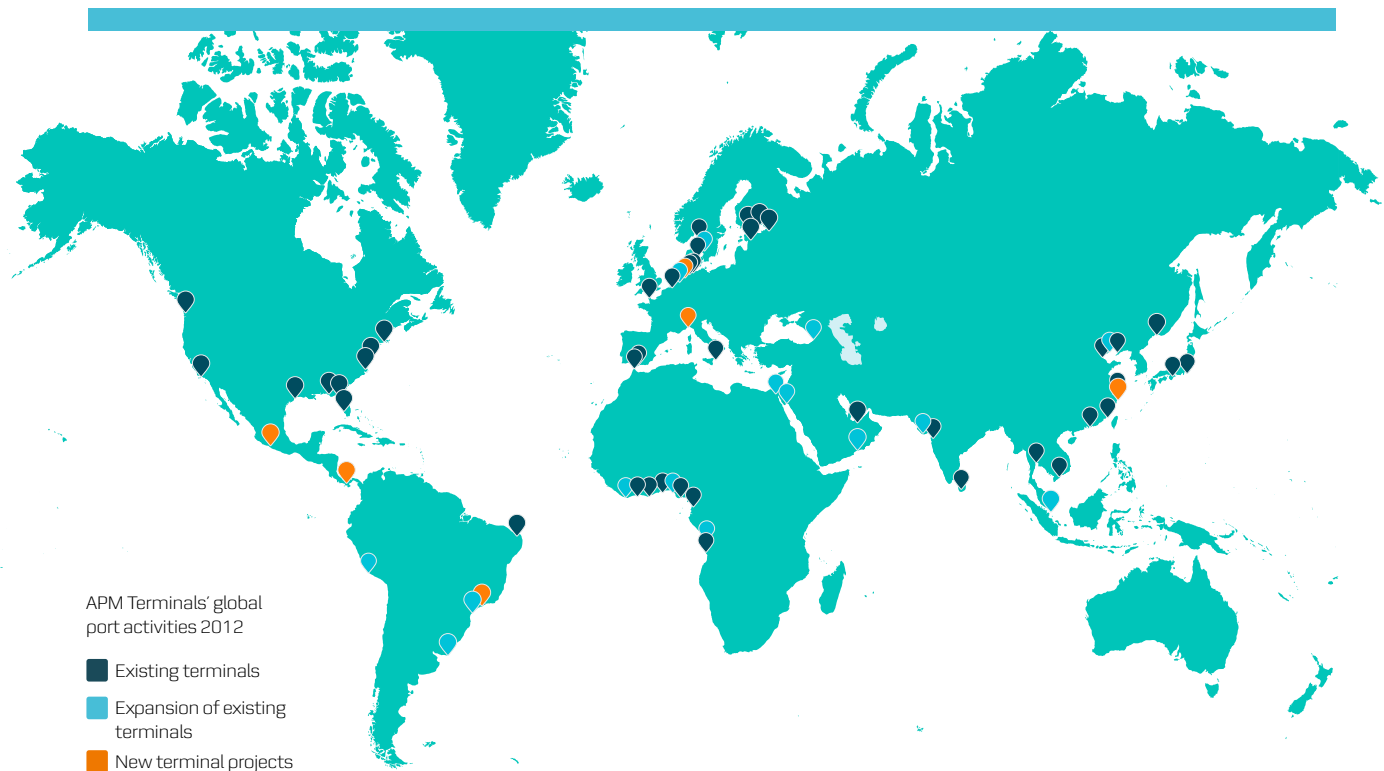 APM Terminals’ global
port activities 2012
Existing terminals
Expansion of existing
terminals
New terminal projects